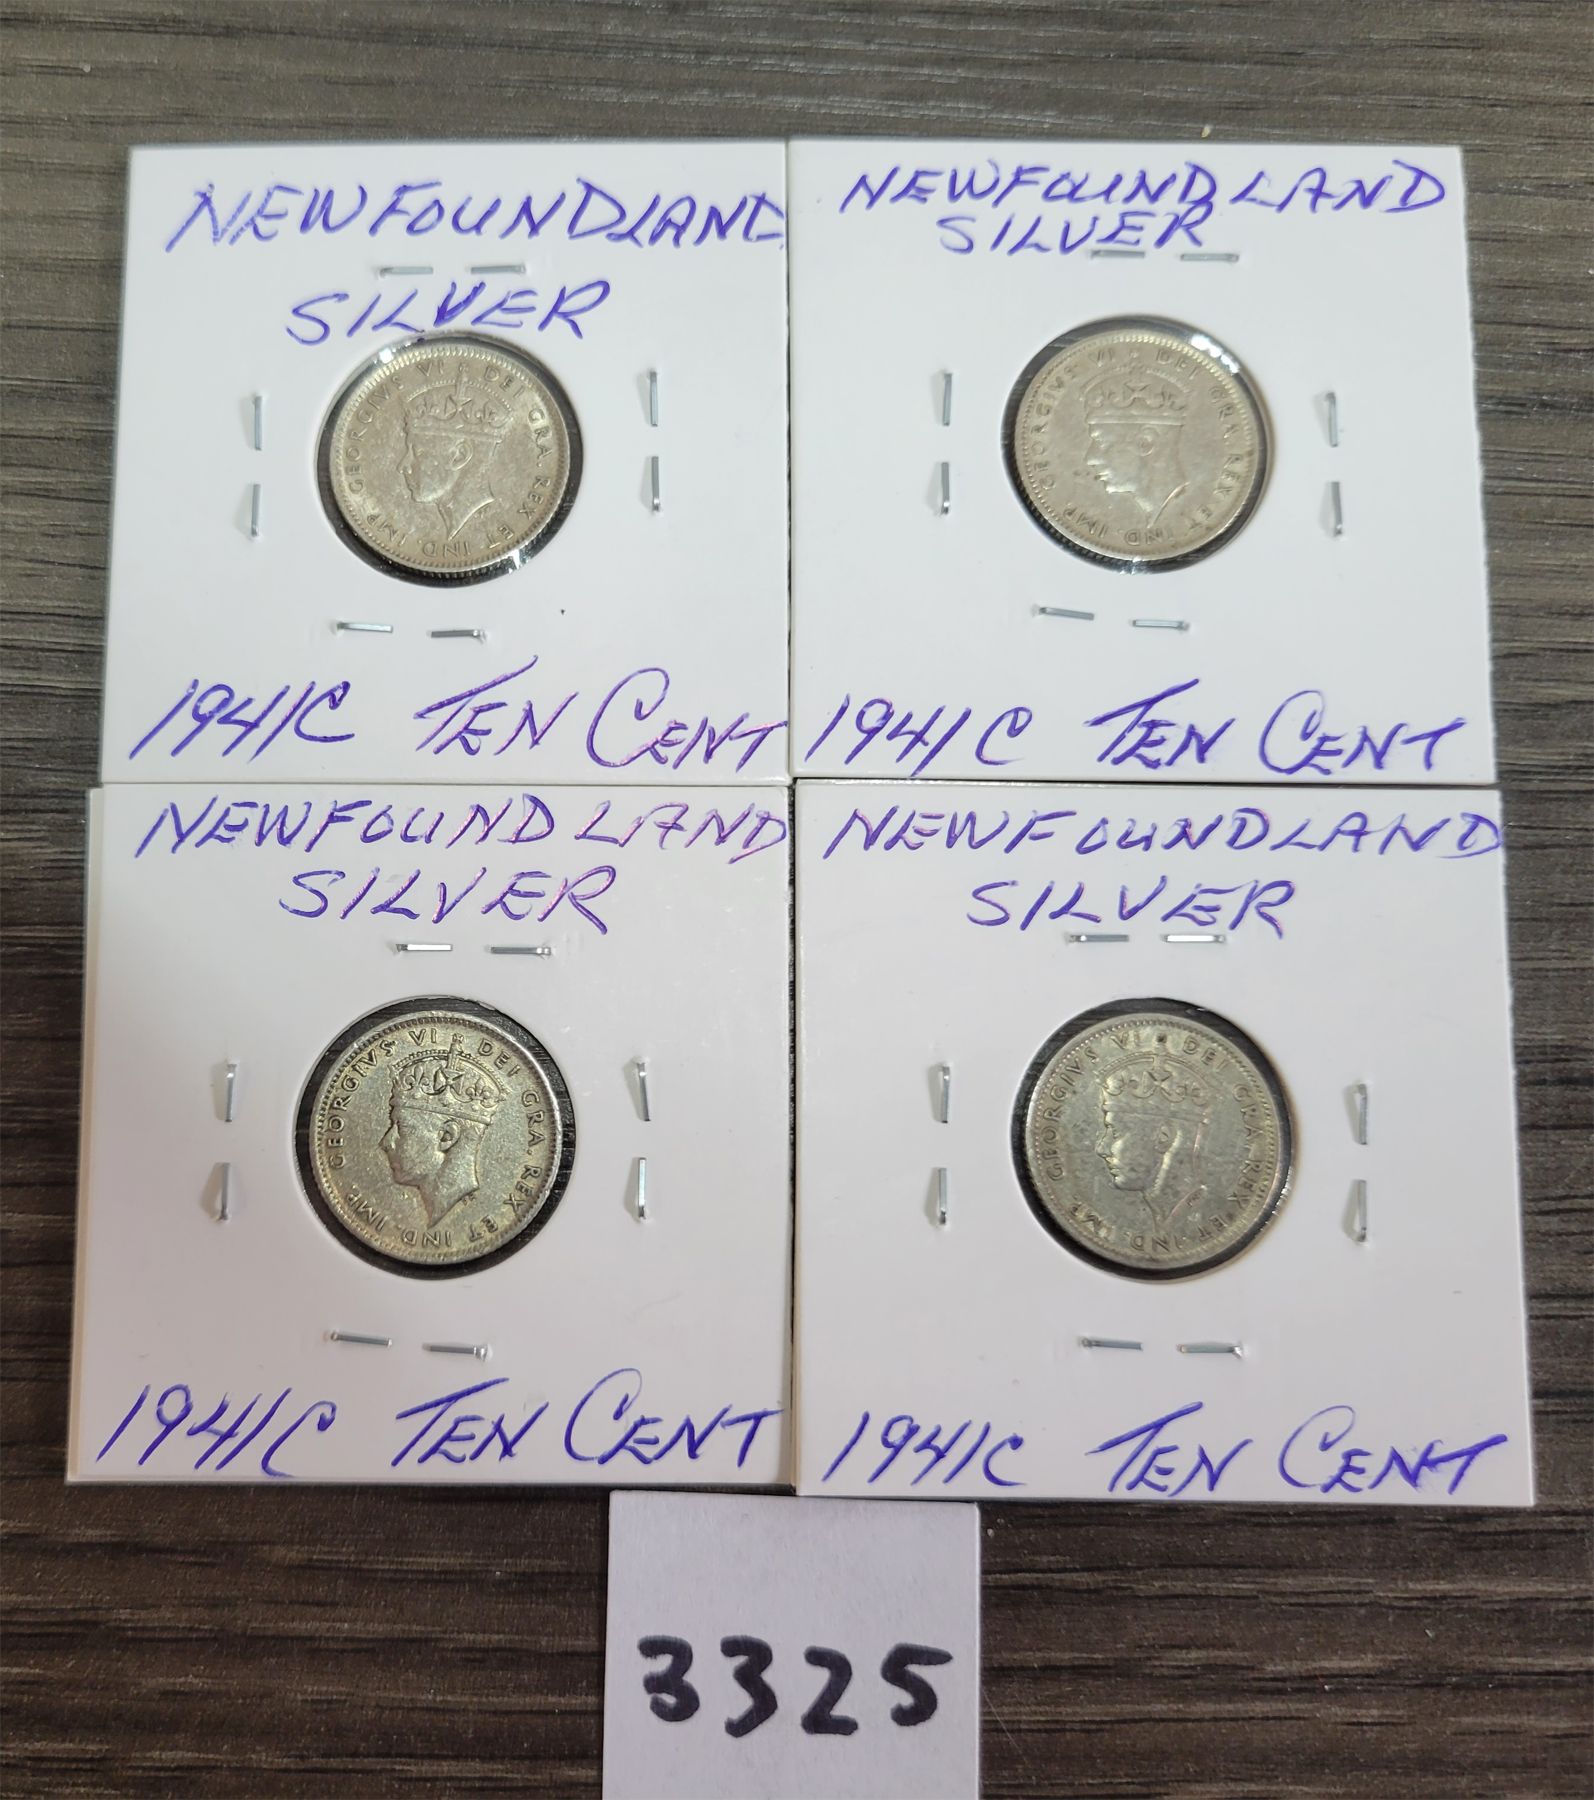 NEWFOUNDLAND
SILVER
GEORGIVS VI DEI GRA. REX ET IND. IMP.
1941C TEN CENT
NEWFOUNDLAND
SILVER
GEORGIVS VI DEI GRA. REX ET IND. IMP.
1941C TEN CENT
NEWFOUNDLAND
SILVER
GEORGIVS VI DEI GRA. REX ET IND. IMP.
1941C TEN CENT
NEWFOUNDLAND
SILVER
GEORGIVS VI DEI GRA. REX ET IND. IMP.
1941C TEN CENT
3325